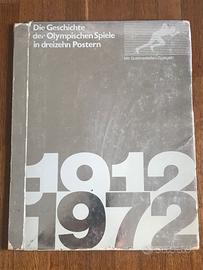 Die Geschichte
der Olympischen Spiele
in dreizehn Postern
1912
1972